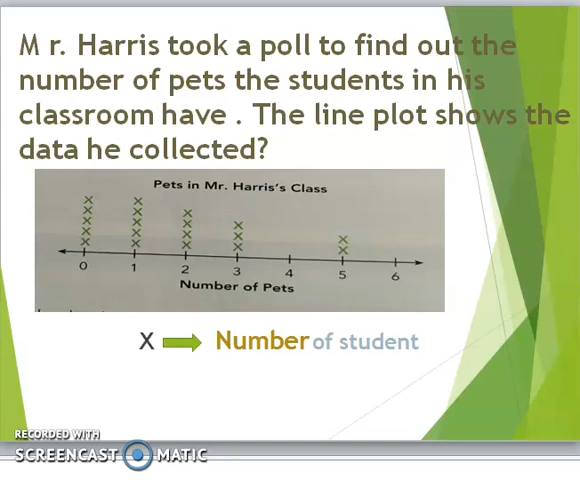 M r. Harris took a poll to find out the
number of pets the students in his
classroom have . The line plot shows the
data he collected?
Pets in Mr. Harris's Class
X X
X X X
X X X X
X X X X X
X X X X X
0 1 2 3 4 5 6
Number of Pets
X Number of student
RECORDED WITH
SCREENCAST MATIC